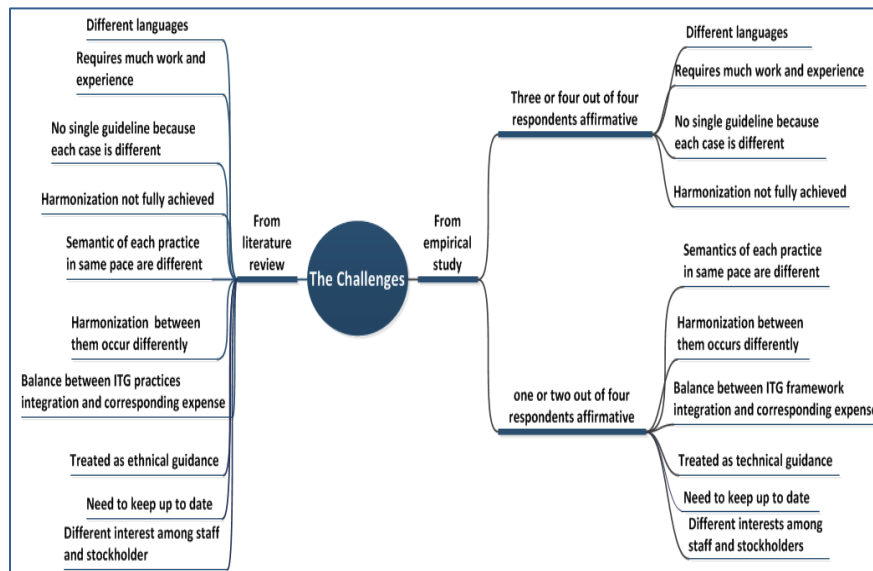 Different languages
Requires much work and
experience
No single guideline because
each case is different
Harmonization not fully achieved
Semantic of each practice
in same pace are different
Harmonization between
them occur differently
Balance between ITG practices
integration and corresponding expense
Treated as ethnical guidance
Need to keep up to date
Different interest among staff
and stockholder
From
literature
review
The Challenges
From
empirical
study
Three or four out of four
respondents affirmative
Different languages
Requires much work and experience
No single guideline because
each case is different
Harmonization not fully achieved
one or two out of four
respondents affirmative
Semantics of each practice
in same pace are different
Harmonization between
them occurs differently
Balance between ITG framework
integration and corresponding expense
Treated as technical guidance
Need to keep up to date
Different interests among
staff and stockholders